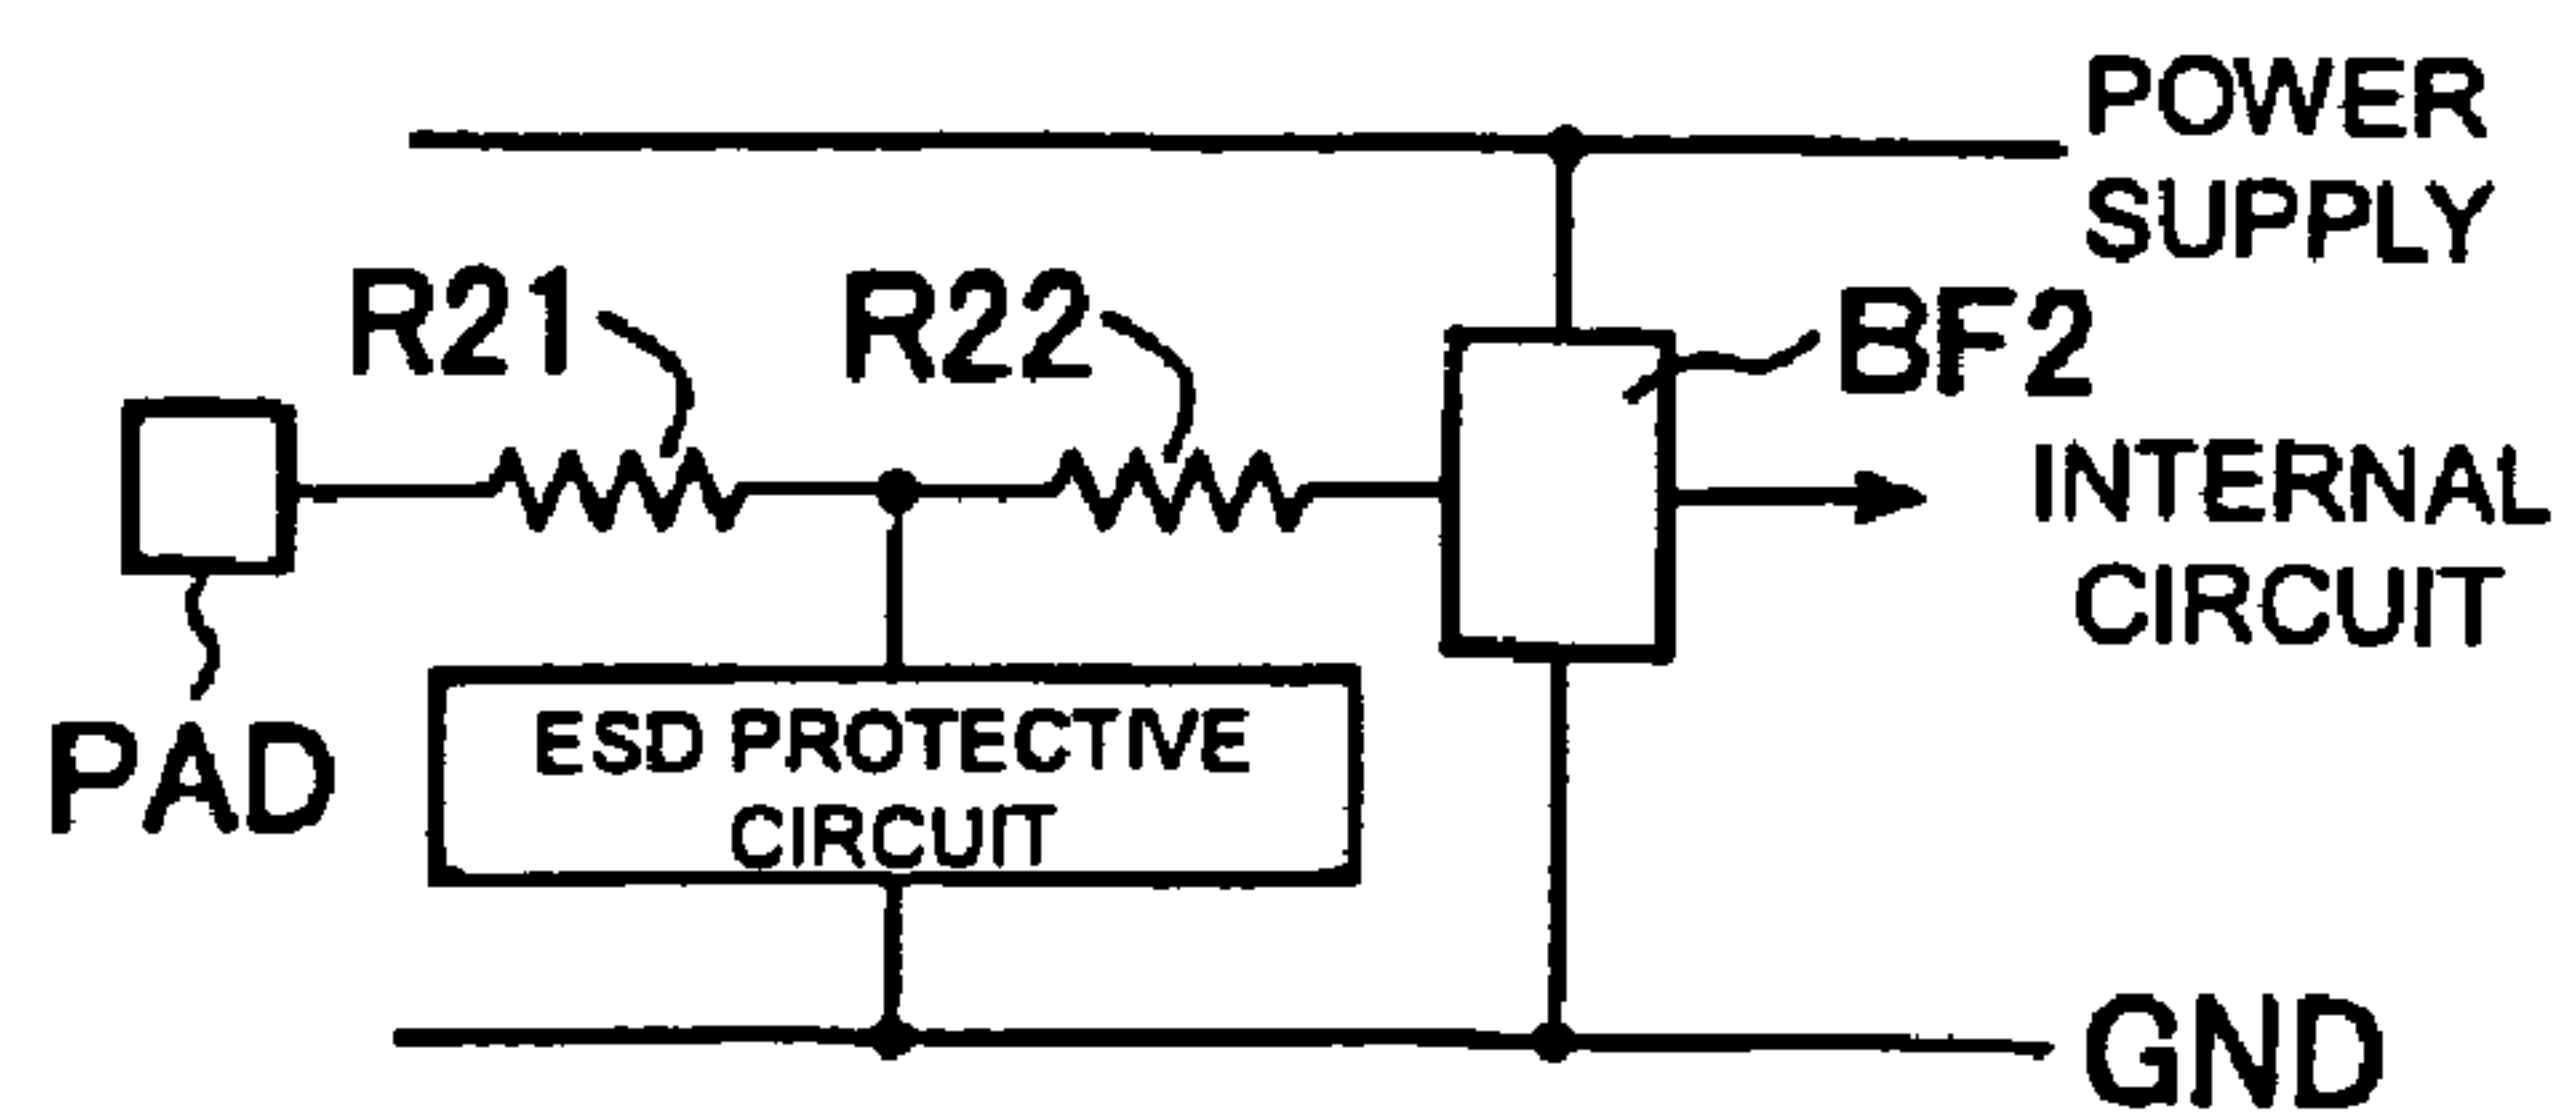 POWER
SUPPLY
R21
R22
BF2
INTERNAL
CIRCUIT
PAD
ESD PROTECTIVE
CIRCUIT
GND